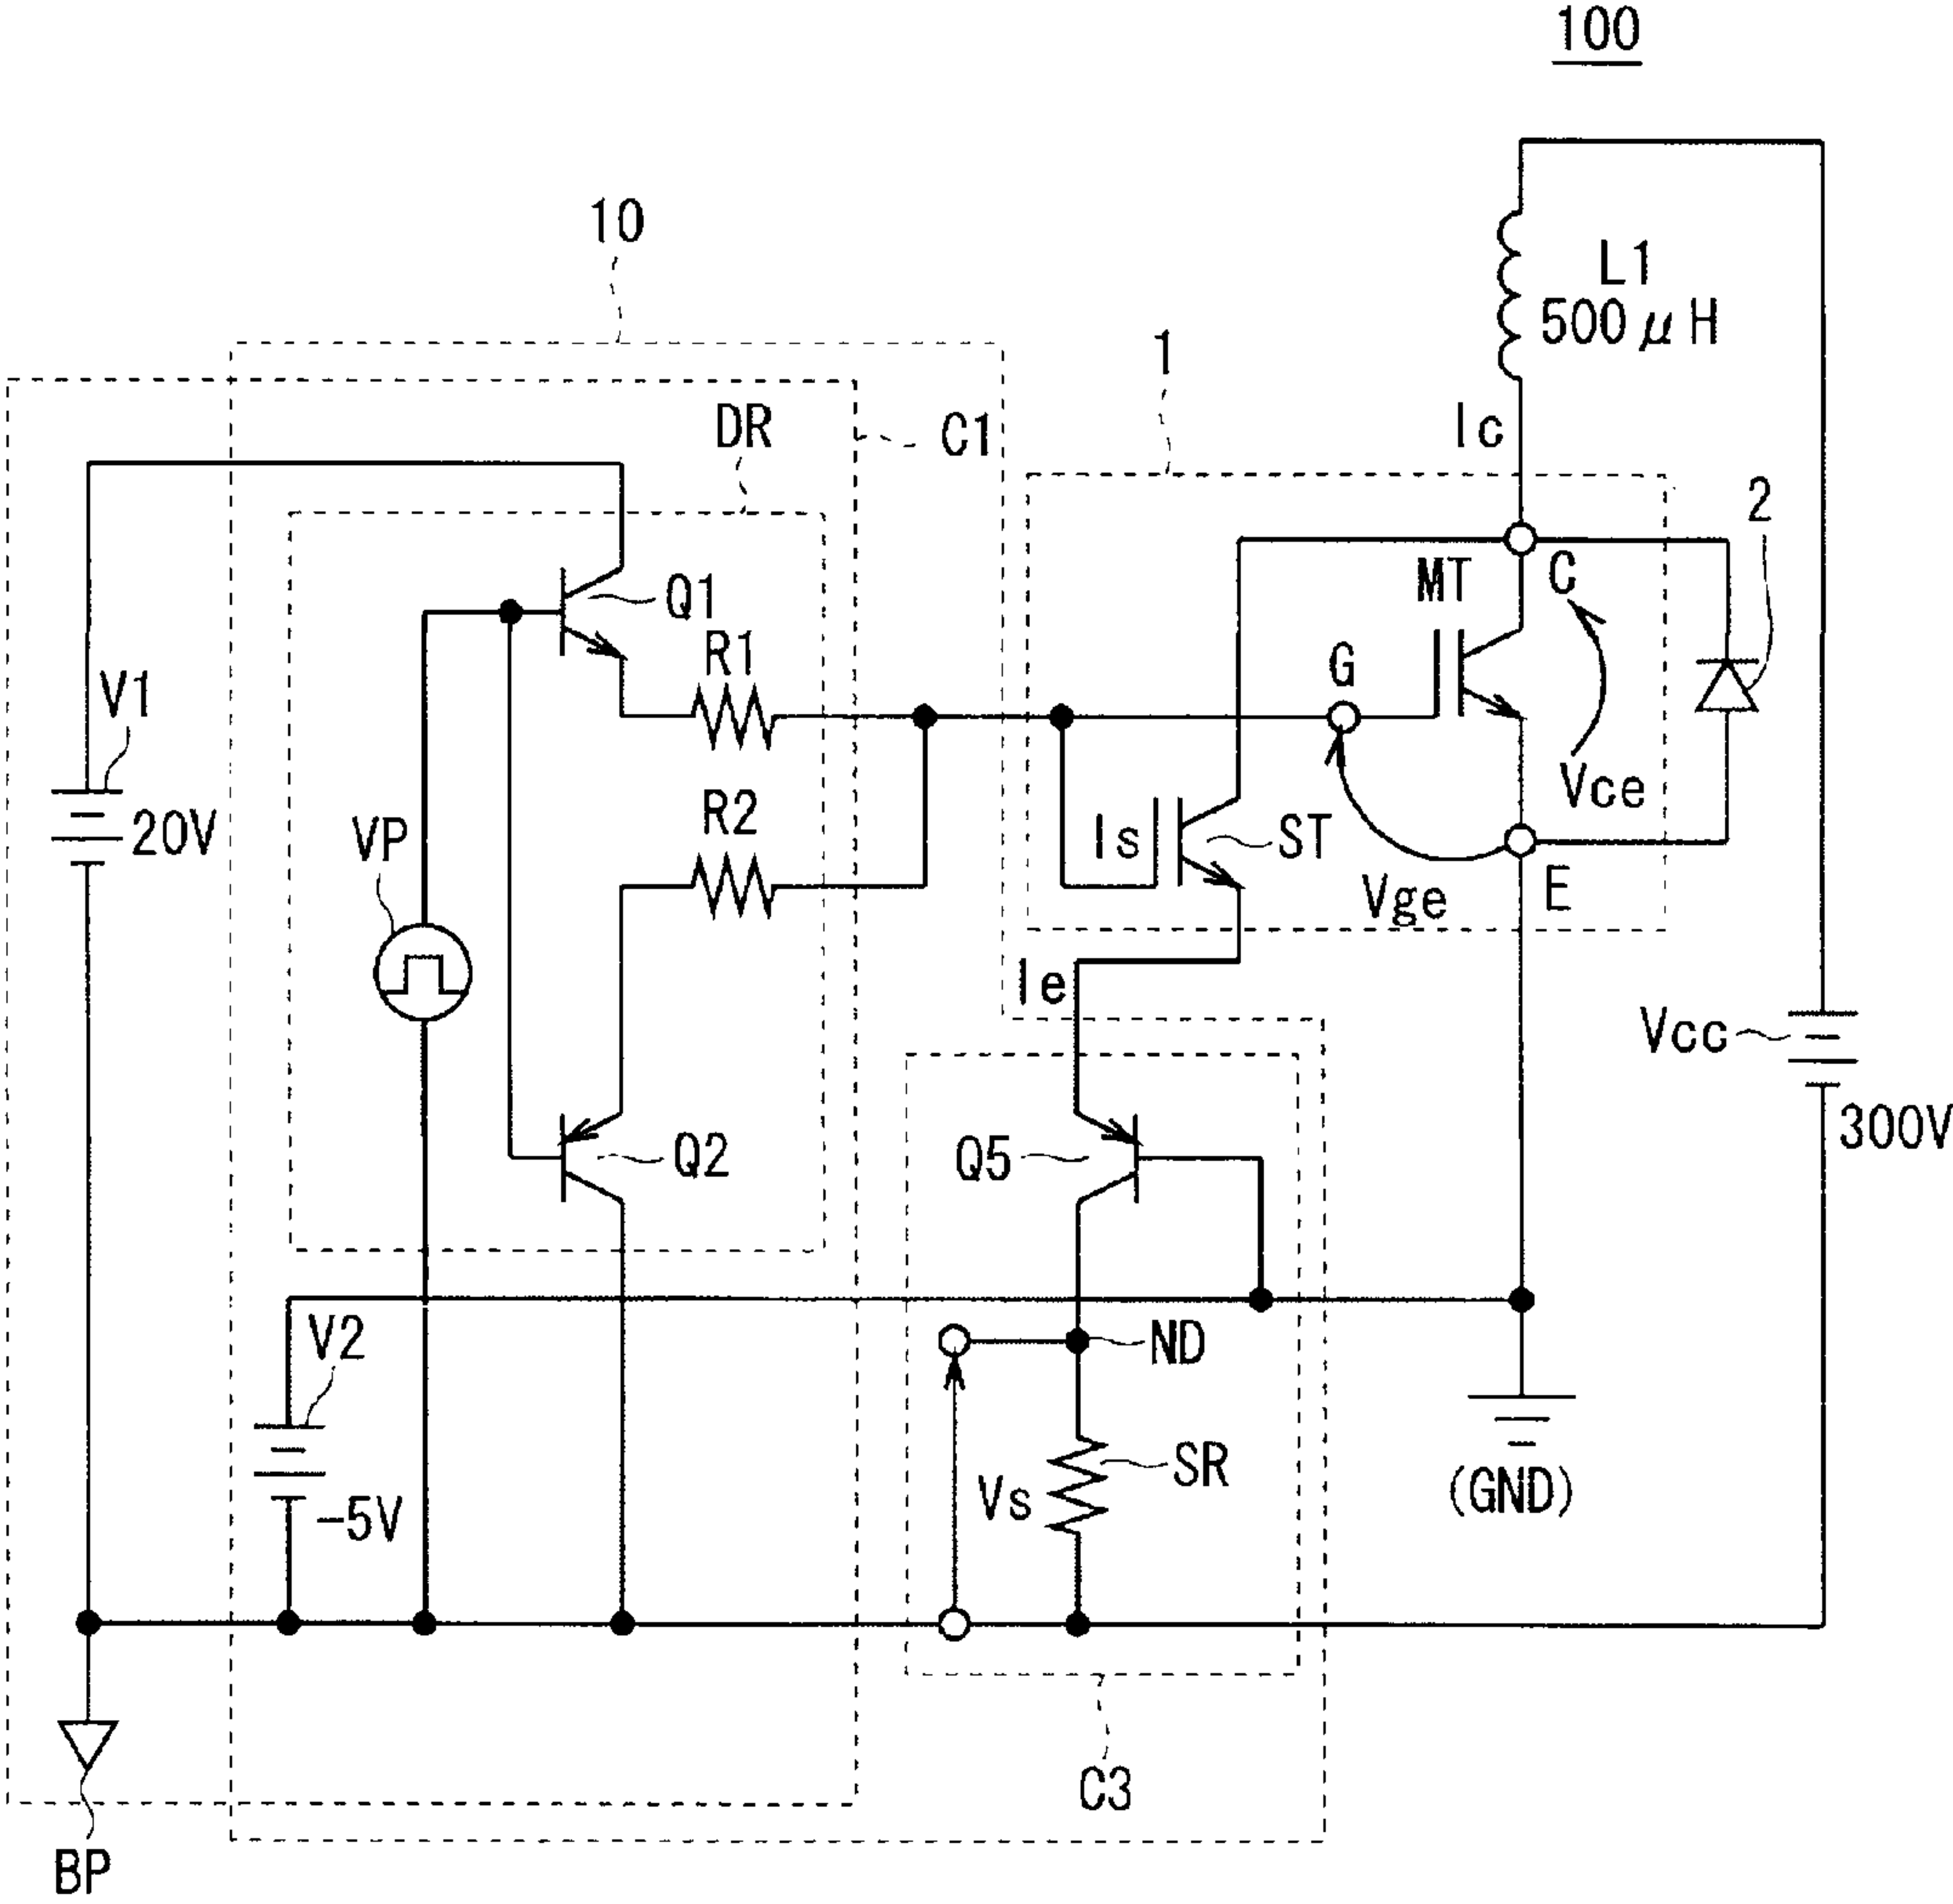 100
10
L1
500μH
1
DR
C1
Ic
2
MT
C
Q1
R1
G
V1
R2
Vce
20V
VP
Is
ST
Vge
E
Ie
Vcc
300V
Q5
Q2
V2
ND
-5V
Vs
SR
(GND)
C3
BP